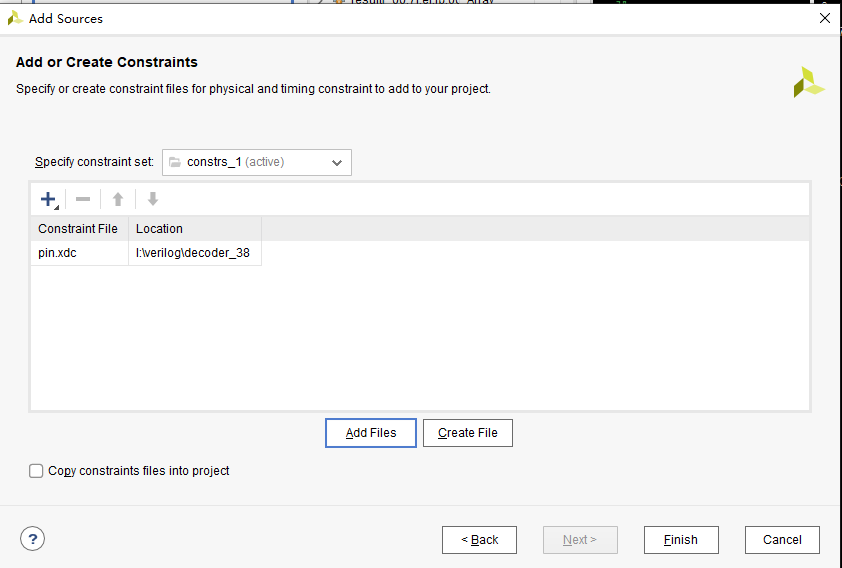 Add Sources
Add or Create Constraints
Specify or create constraint files for physical and timing constraint to add to your project.
Specify constraint set: constrs_1 (active)
Constraint File Location
pin.xdc I:\verilog\decoder_38
Add Files Create File
Copy constraints files into project
? < Back Next > Finish Cancel